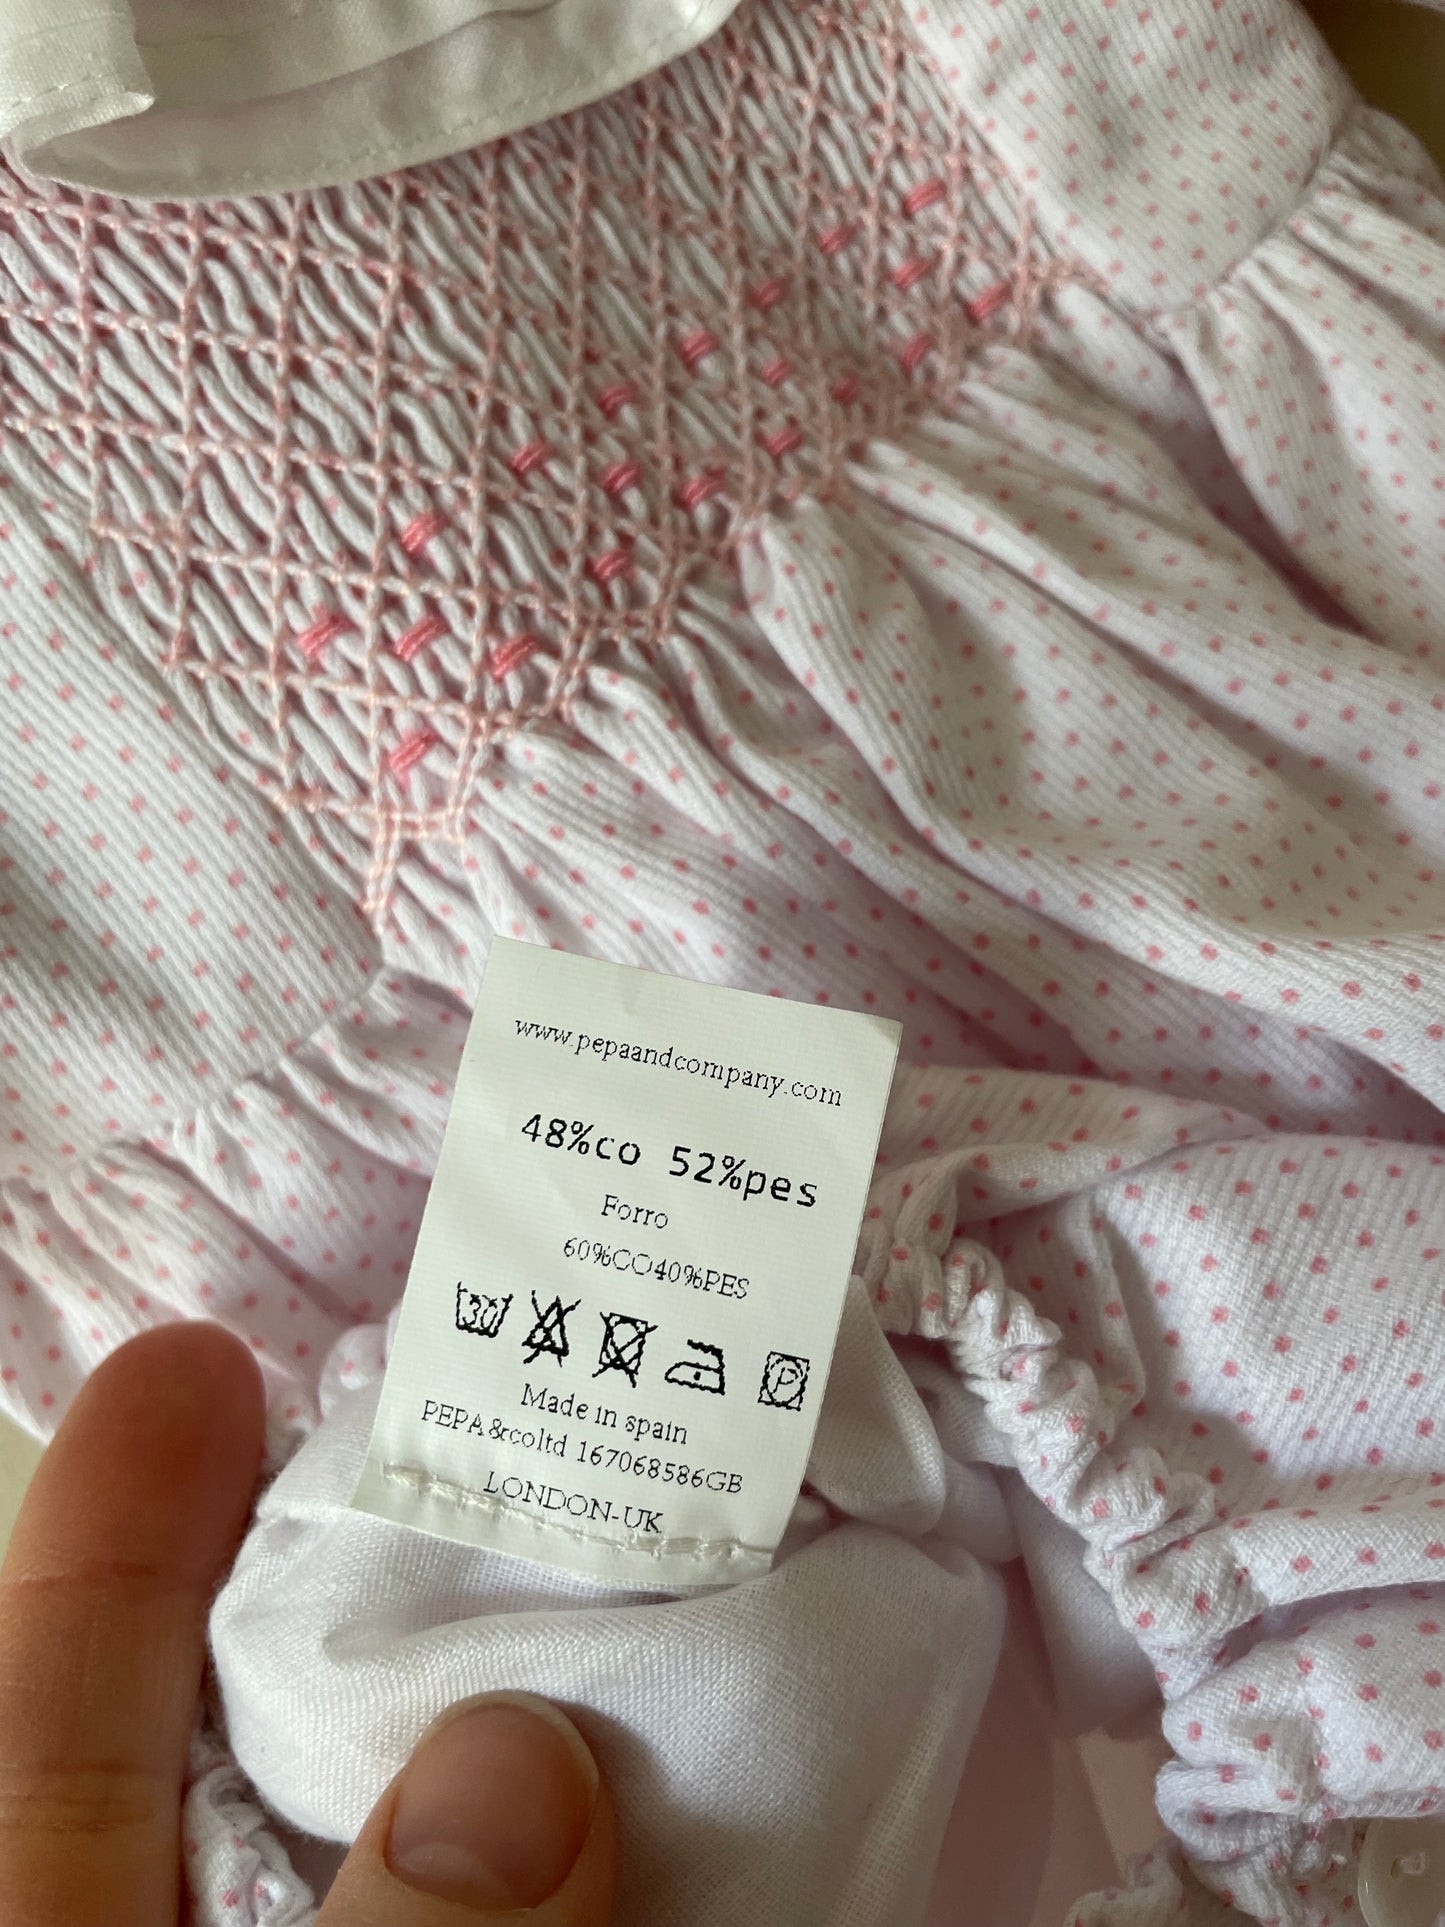 www.pepaandcompany.com
48%co 52%pes
Forro
60%CO40%PES
30 P
Made in spain
PEPA&coltd 167068586GB
LONDON-UK